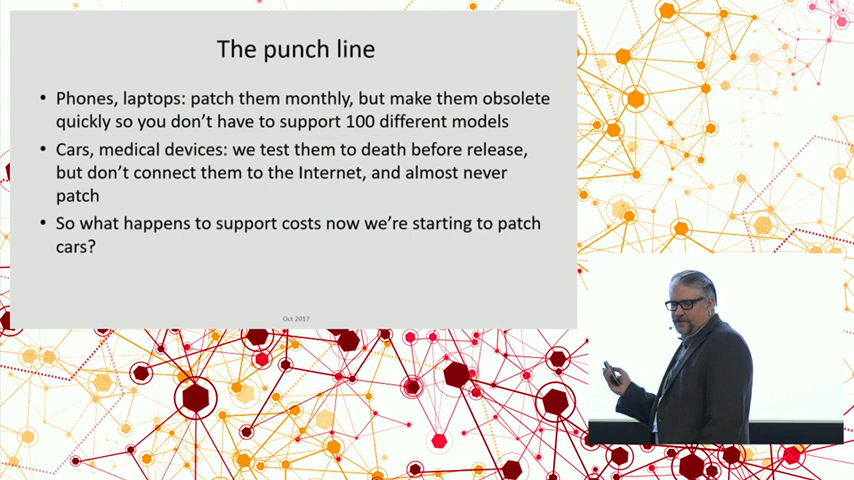 The punch line
• Phones, laptops: patch them monthly, but make them obsolete
quickly so you don't have to support 100 different models
• Cars, medical devices: we test them to death before release,
but don't connect them to the Internet, and almost never
patch
• So what happens to support costs now we're starting to patch
cars?
Oct 2017